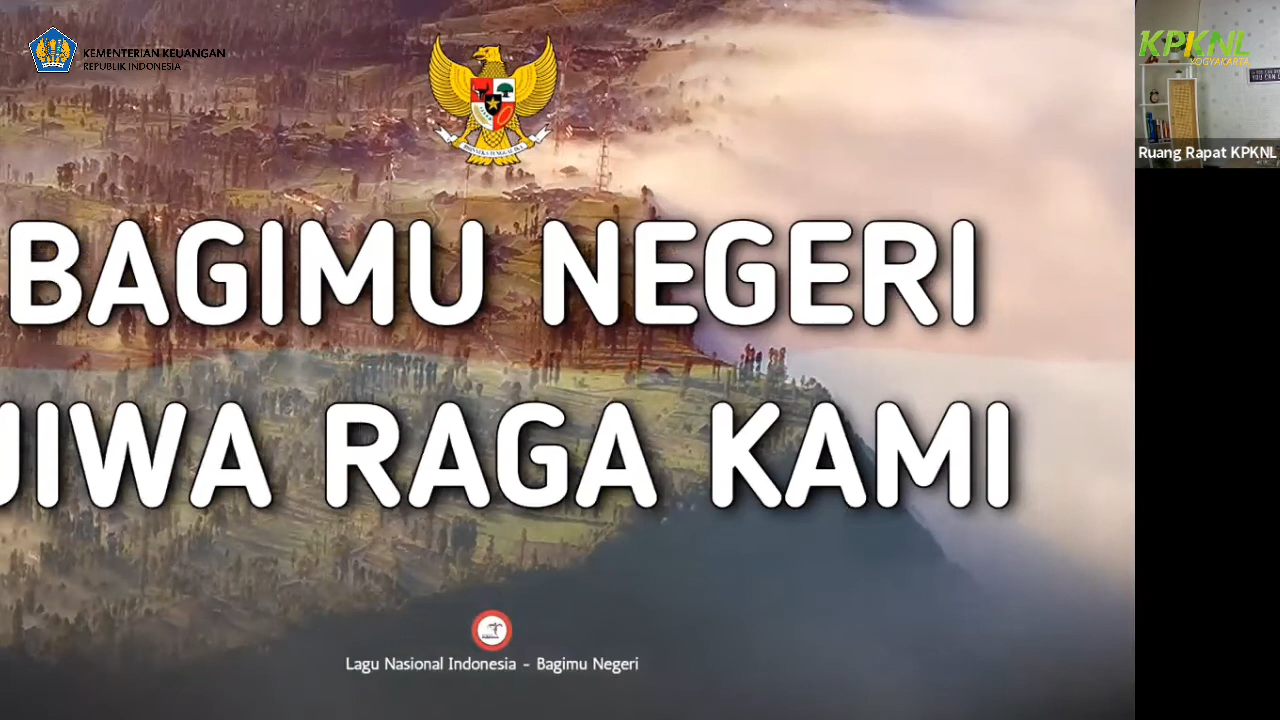 KEMENTERIAN KEUANGAN
REPUBLIK INDONESIA
KPKNL
YOGYAKARTA
Ruang Rapat KPKNL
BAGIMU NEGERI
JIWA RAGA KAMI
Lagu Nasional Indonesia - Bagimu Negeri